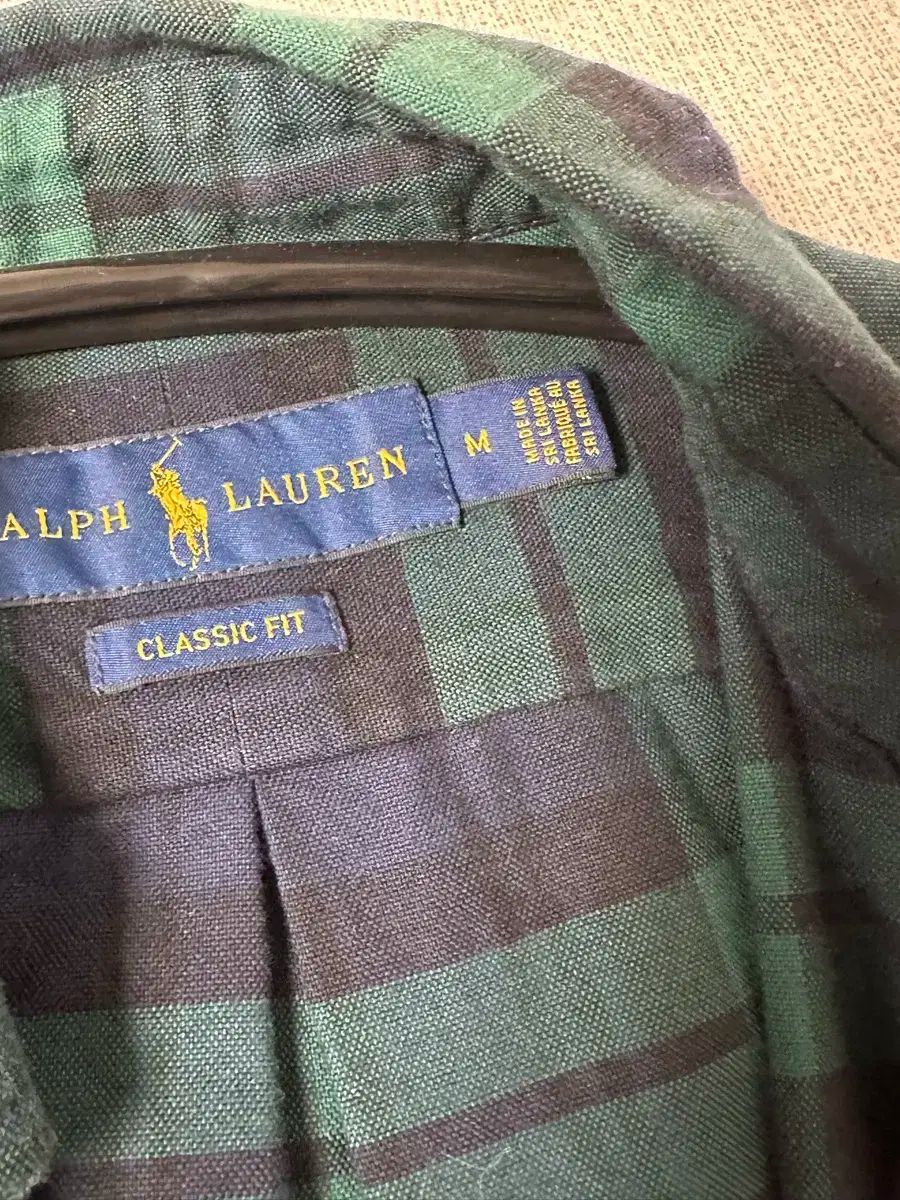 ALPH LAUREN
M
MADE IN
SRI LANKA
FABRIQUÉ AU
SRI LANKA
CLASSIC FIT